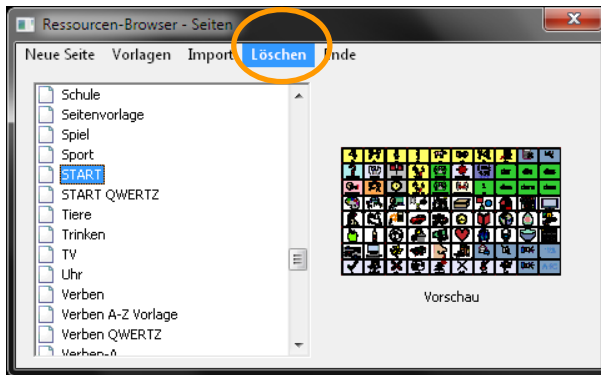 Ressourcen-Browser - Seiten
Neue Seite Vorlagen Import Löschen Ende
Schule
Seitenvorlage
Spiel
Sport
START
START QWERTZ
Tiere
Trinken
TV
Uhr
Verben
Verben A-Z Vorlage
Verben QWERTZ
Verben-A
Vorschau